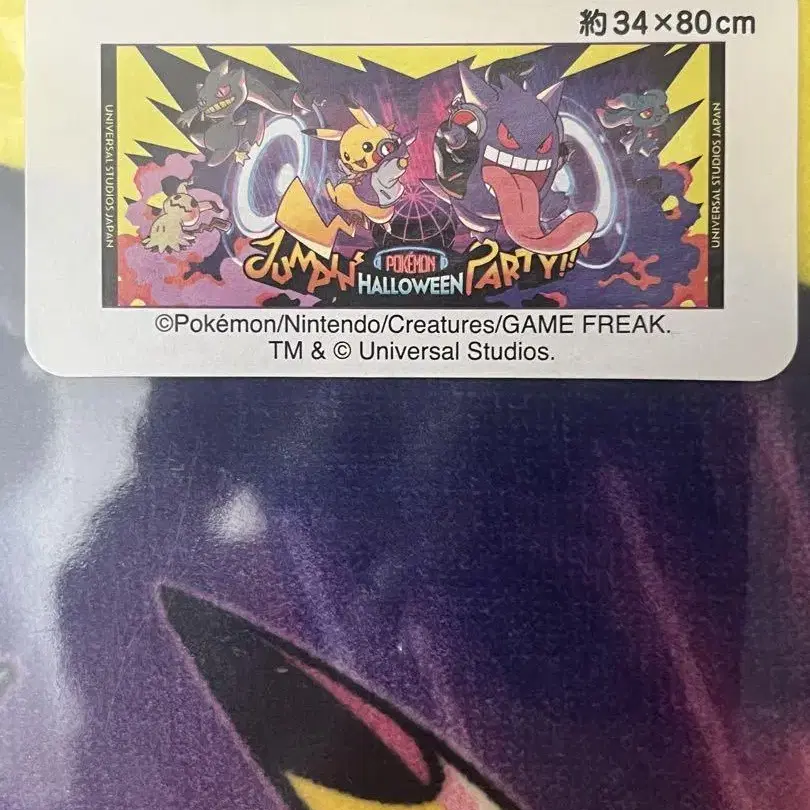 約34×80cm
UNIVERSAL STUDIOS JAPAN
UNIVERSAL STUDIOS JAPAN
JUMPIN'
POKÉMON
HALLOWEEN
PARTY!!
©Pokémon/Nintendo/Creatures/GAME FREAK.
TM & © Universal Studios.